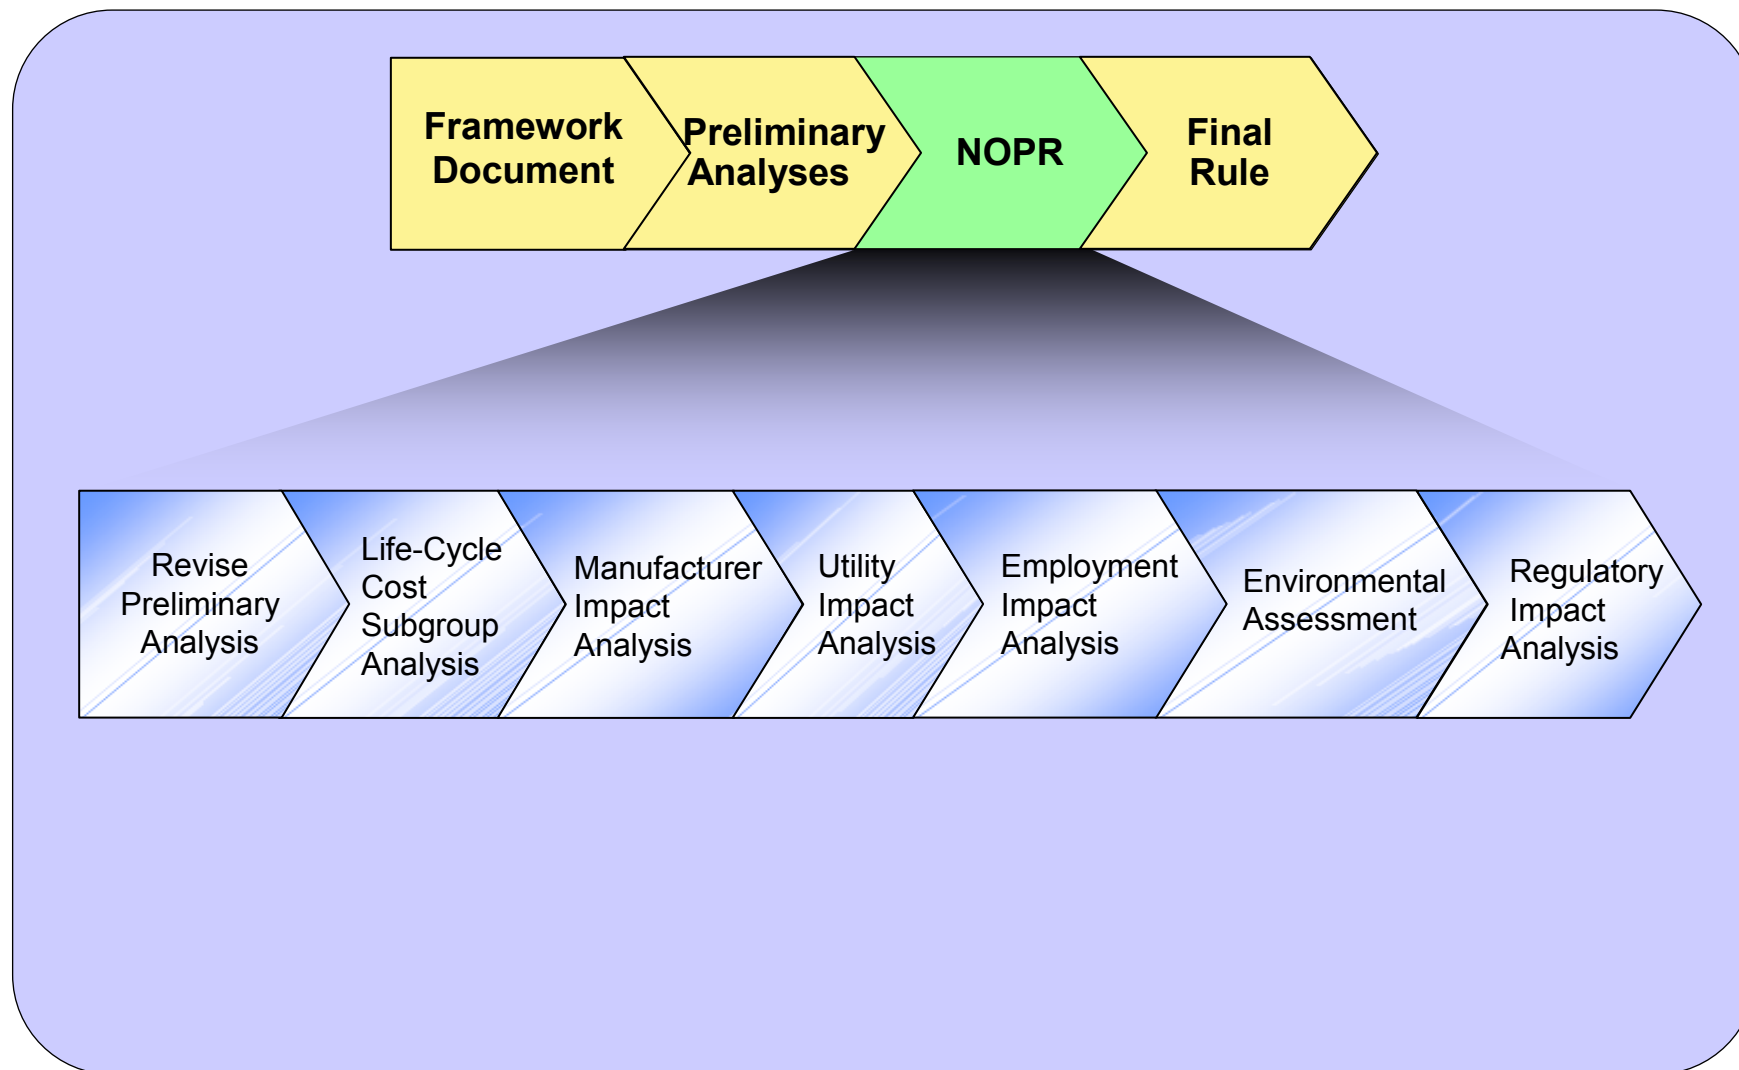 Framework
Document
Preliminary
Analyses
NOPR
Final
Rule
Revise
Preliminary
Analysis
Life-Cycle
Cost
Subgroup
Analysis
Manufacturer
Impact
Analysis
Utility
Impact
Analysis
Employment
Impact
Analysis
Environmental
Assessment
Regulatory
Impact
Analysis